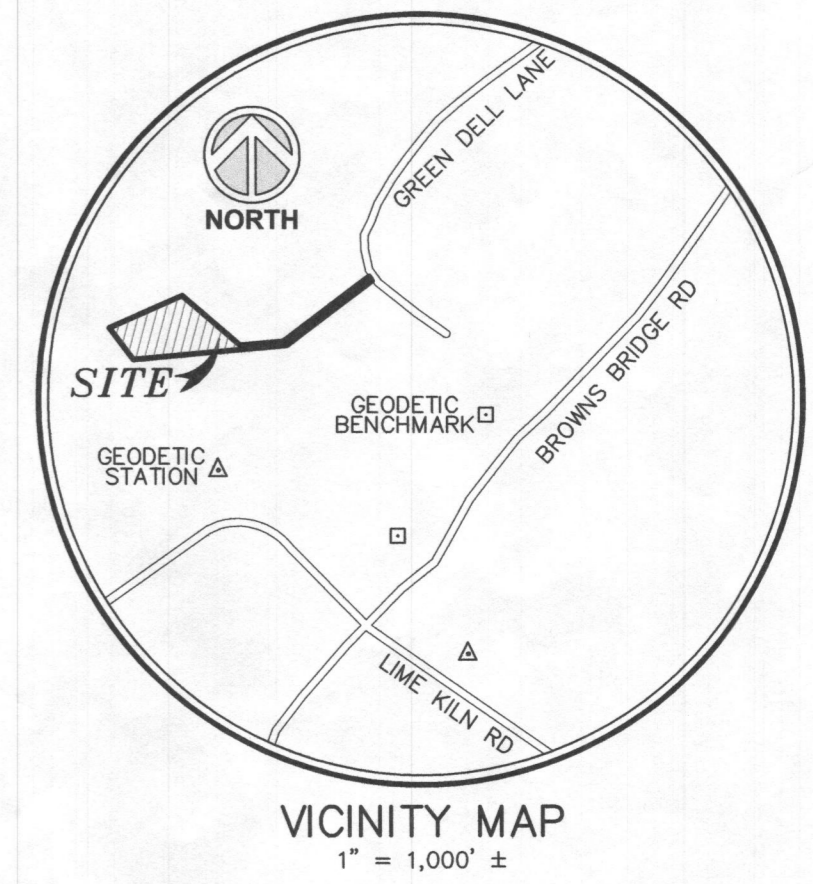 GREEN DELL LANE
NORTH
BROWNS BRIDGE RD
SITE
GEODETIC
BENCHMARK
GEODETIC
STATION
LIME KILN RD
VICINITY MAP
1" = 1,000' ±